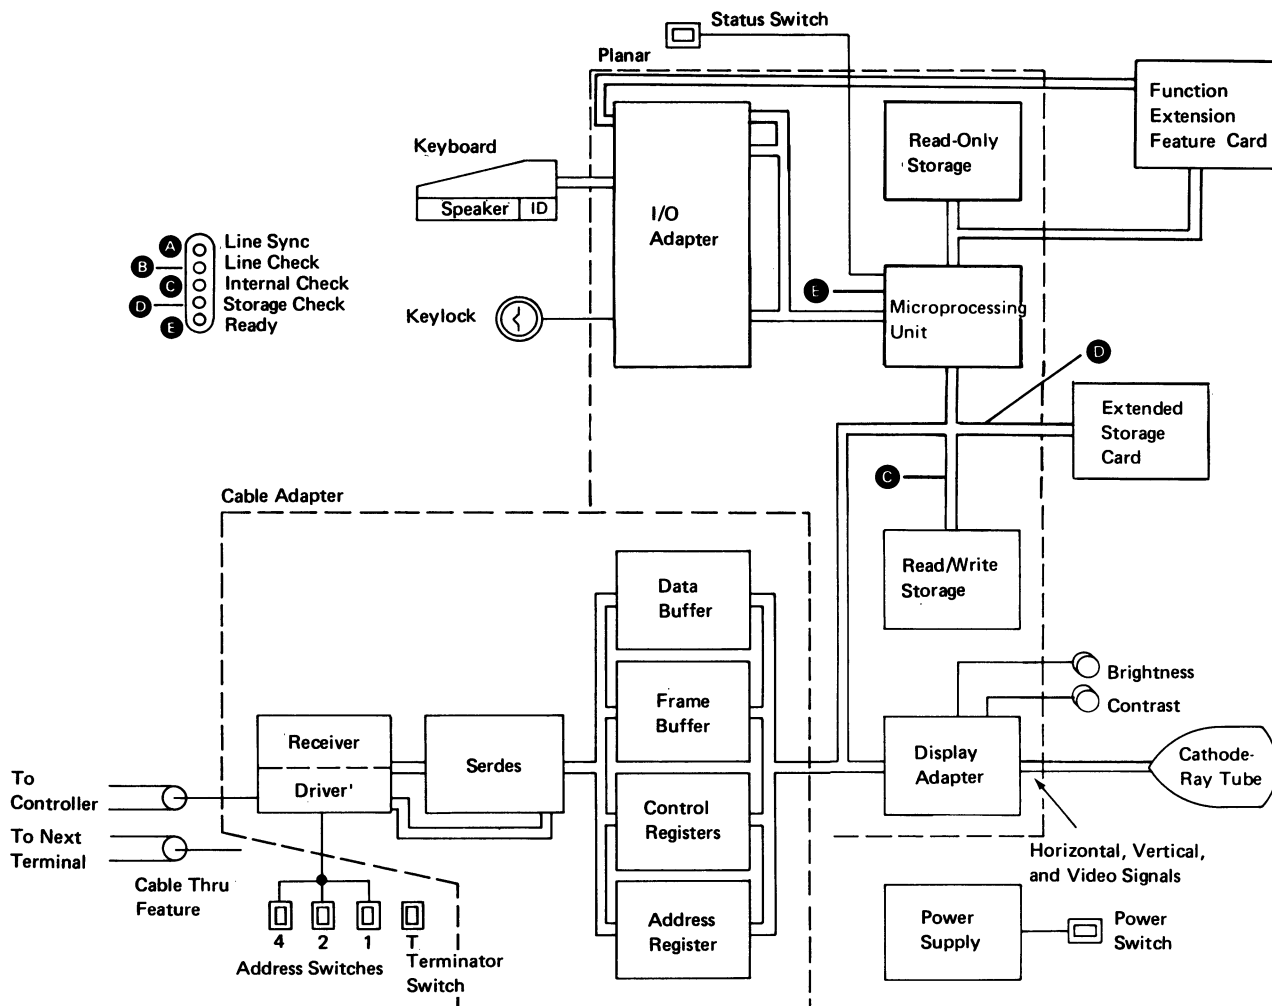 Status Switch
Planar
Function
Extension
Feature Card
Read-Only
Storage
Keyboard
Speaker
ID
I/O
Adapter
A
Line Sync
B
Line Check
C
Internal Check
D
Storage Check
E
Ready
Keylock
E
Microprocessing
Unit
D
Extended
Storage
Card
C
Cable Adapter
Read/Write
Storage
Data
Buffer
Frame
Buffer
Brightness
Contrast
Receiver
Driver'
Serdes
Display
Adapter
Cathode-
Ray Tube
To
Controller
Control
Registers
To Next
Terminal
Horizontal, Vertical,
and Video Signals
Cable Thru
Feature
4
2
1
T
Address Switches
Terminator
Switch
Address
Register
Power
Supply
Power
Switch